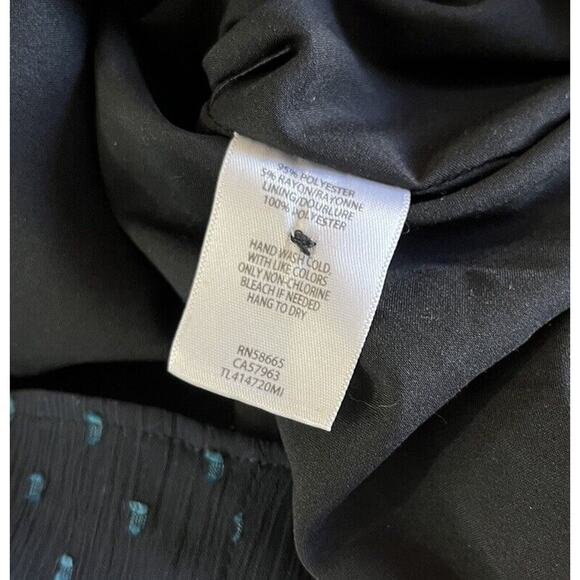 95% POLYESTER
5% RAYON/RAYONNE
LINING/DOUBLURE
100% POLYESTER
HAND WASH COLD
WITH LIKE COLORS
ONLY NON-CHLORINE
BLEACH IF NEEDED
HANG TO DRY
RN58665
CA57963
TL414720MI